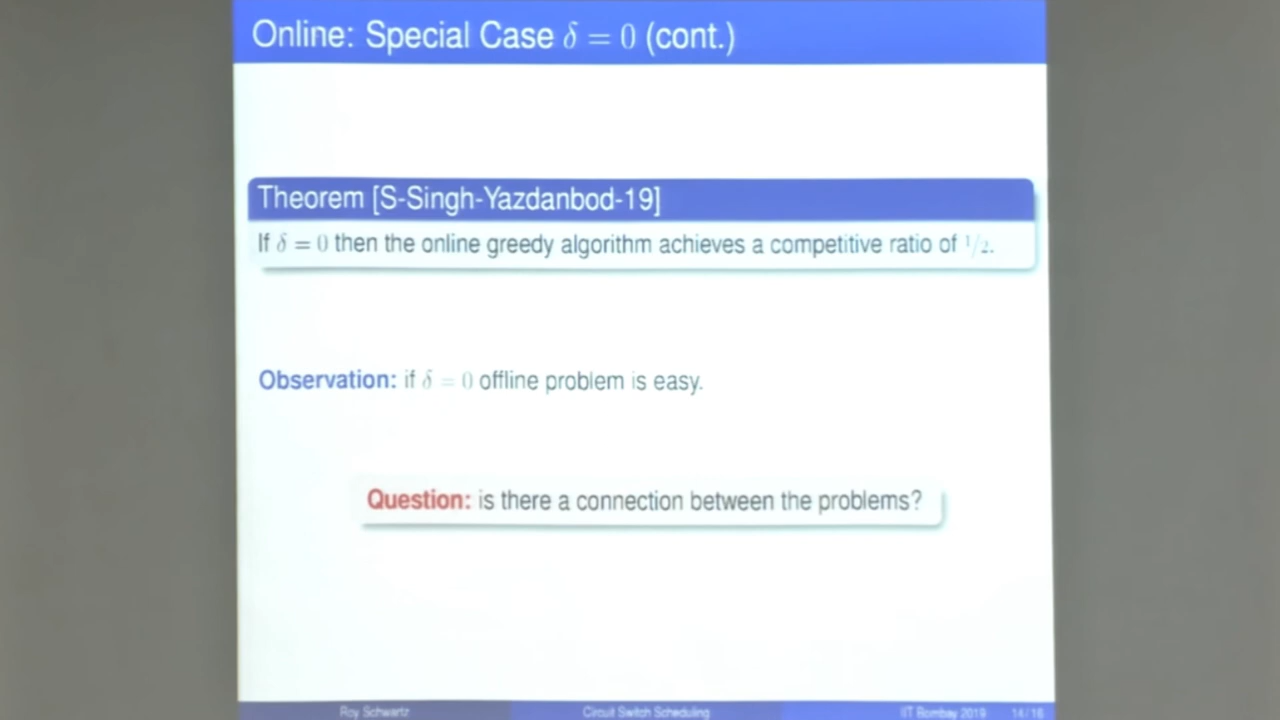 Online: Special Case δ = 0 (cont.)
Theorem [S-Singh-Yazdanbod-19]
If δ = 0 then the online greedy algorithm achieves a competitive ratio of 1/2.
Observation: if δ = 0 offline problem is easy.
Question: is there a connection between the problems?
Roy Schwartz Circuit Switch Scheduling IIT Bombay 2019 14/16